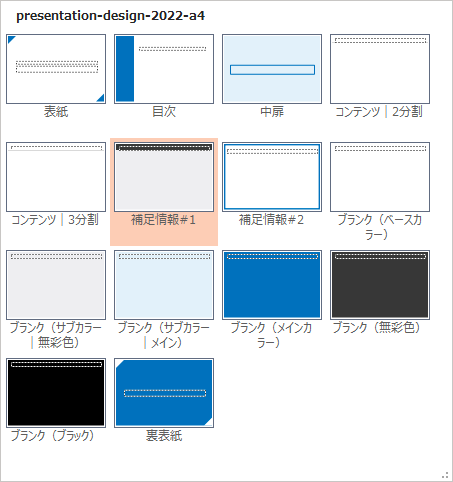 presentation-design-2022-a4
表紙
目次
中扉
コンテンツ｜2分割
コンテンツ｜3分割
補足情報#1
補足情報#2
ブランク（ベースカ
ラー）
ブランク（サブカラー
｜無彩色）
ブランク（サブカラー
｜メイン）
ブランク（メインカ
ラー）
ブランク（無彩色）
ブランク（ブラック）
裏表紙